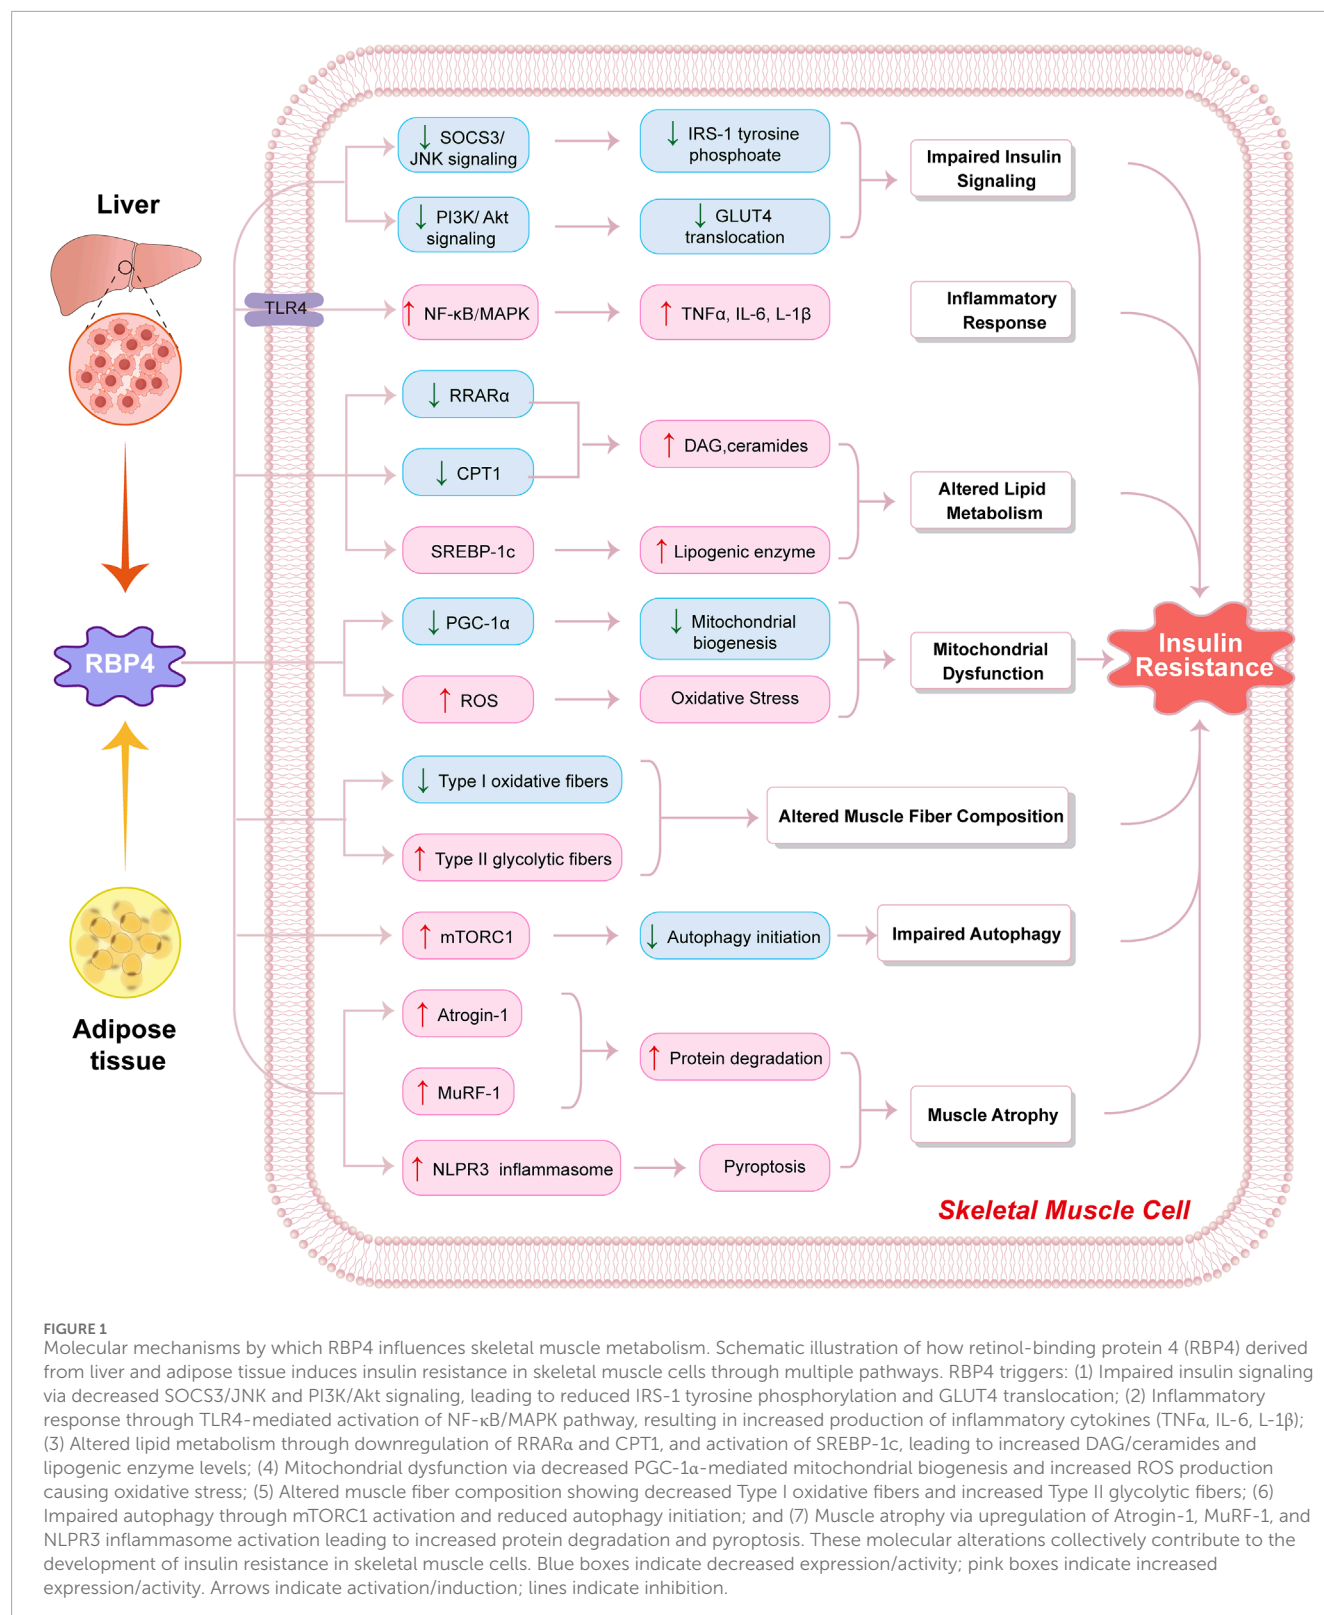 Liver
RBP4
Adipose
tissue
TLR4
↓ SOCS3/
JNK signaling
↓ IRS-1 tyrosine
phosphoate
Impaired Insulin
Signaling
↓ PI3K/ Akt
signaling
↓ GLUT4
translocation
↑ NF-κB/MAPK
↑ TNFα, IL-6, L-1β
Inflammatory
Response
↓ RRARα
↓ CPT1
↑ DAG,ceramides
SREBP-1c
↑ Lipogenic enzyme
Altered Lipid
Metabolism
↓ PGC-1α
↓ Mitochondrial
biogenesis
↑ ROS
Oxidative Stress
Mitochondrial
Dysfunction
Insulin
Resistance
↓ Type I oxidative fibers
↑ Type II glycolytic fibers
Altered Muscle Fiber Composition
↑ mTORC1
↓ Autophagy initiation
Impaired Autophagy
↑ Atrogin-1
↑ MuRF-1
↑ Protein degradation
↑ NLPR3 inflammasome
Pyroptosis
Muscle Atrophy
Skeletal Muscle Cell
FIGURE 1
Molecular mechanisms by which RBP4 influences skeletal muscle metabolism. Schematic illustration of how retinol-binding protein 4 (RBP4) derived
from liver and adipose tissue induces insulin resistance in skeletal muscle cells through multiple pathways. RBP4 triggers: (1) Impaired insulin signaling
via decreased SOCS3/JNK and PI3K/Akt signaling, leading to reduced IRS-1 tyrosine phosphorylation and GLUT4 translocation; (2) Inflammatory
response through TLR4-mediated activation of NF-κB/MAPK pathway, resulting in increased production of inflammatory cytokines (TNFα, IL-6, L-1β);
(3) Altered lipid metabolism through downregulation of RRARα and CPT1, and activation of SREBP-1c, leading to increased DAG/ceramides and
lipogenic enzyme levels; (4) Mitochondrial dysfunction via decreased PGC-1α-mediated mitochondrial biogenesis and increased ROS production
causing oxidative stress; (5) Altered muscle fiber composition showing decreased Type I oxidative fibers and increased Type II glycolytic fibers; (6)
Impaired autophagy through mTORC1 activation and reduced autophagy initiation; and (7) Muscle atrophy via upregulation of Atrogin-1, MuRF-1, and
NLPR3 inflammasome activation leading to increased protein degradation and pyroptosis. These molecular alterations collectively contribute to the
development of insulin resistance in skeletal muscle cells. Blue boxes indicate decreased expression/activity; pink boxes indicate increased
expression/activity. Arrows indicate activation/induction; lines indicate inhibition.